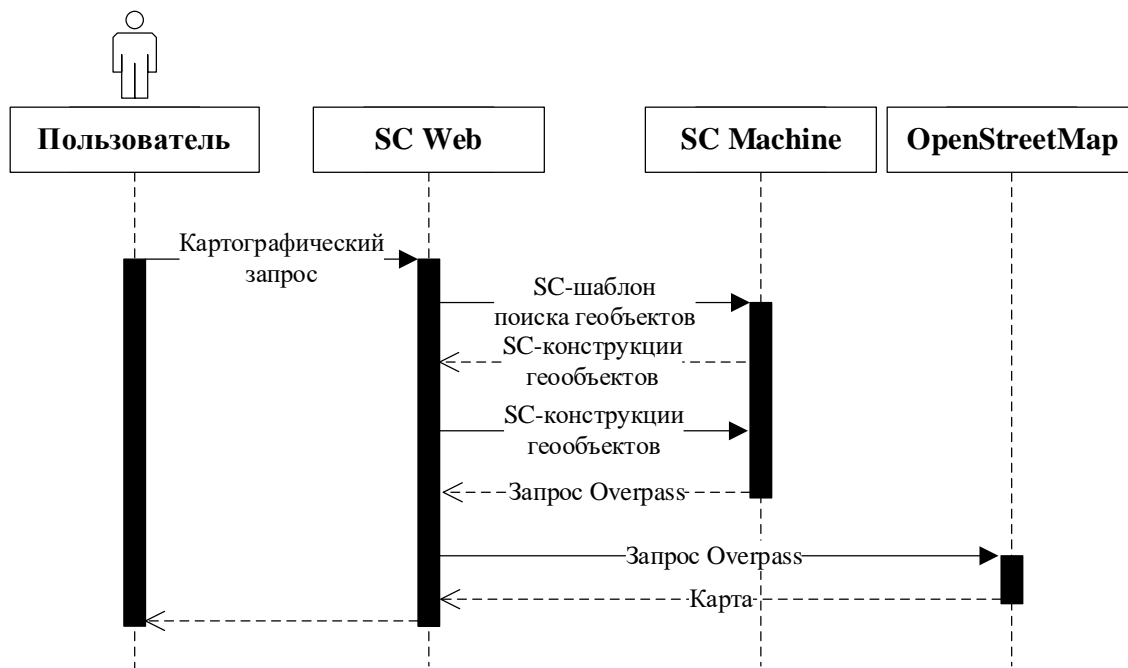 Пользователь
SC Web
SC Machine
OpenStreetMap
Картографический
запрос
SC-шаблон
поиска геобъектов
SC-конструкции
геообъектов
SC-конструкции
геообъектов
Запрос Overpass
Запрос Overpass
Карта